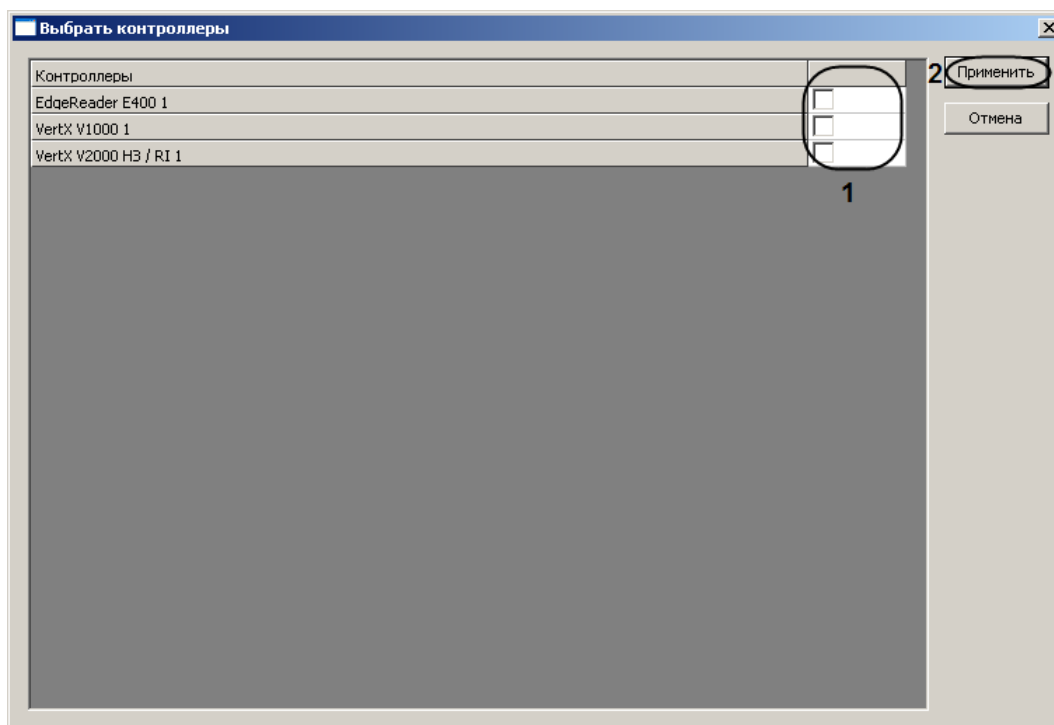 Выбрать контроллеры
Контроллеры
EdgeReader E400 1
VertX V1000 1
VertX V2000 H3 / RI 1
1
2
Применить
Отмена